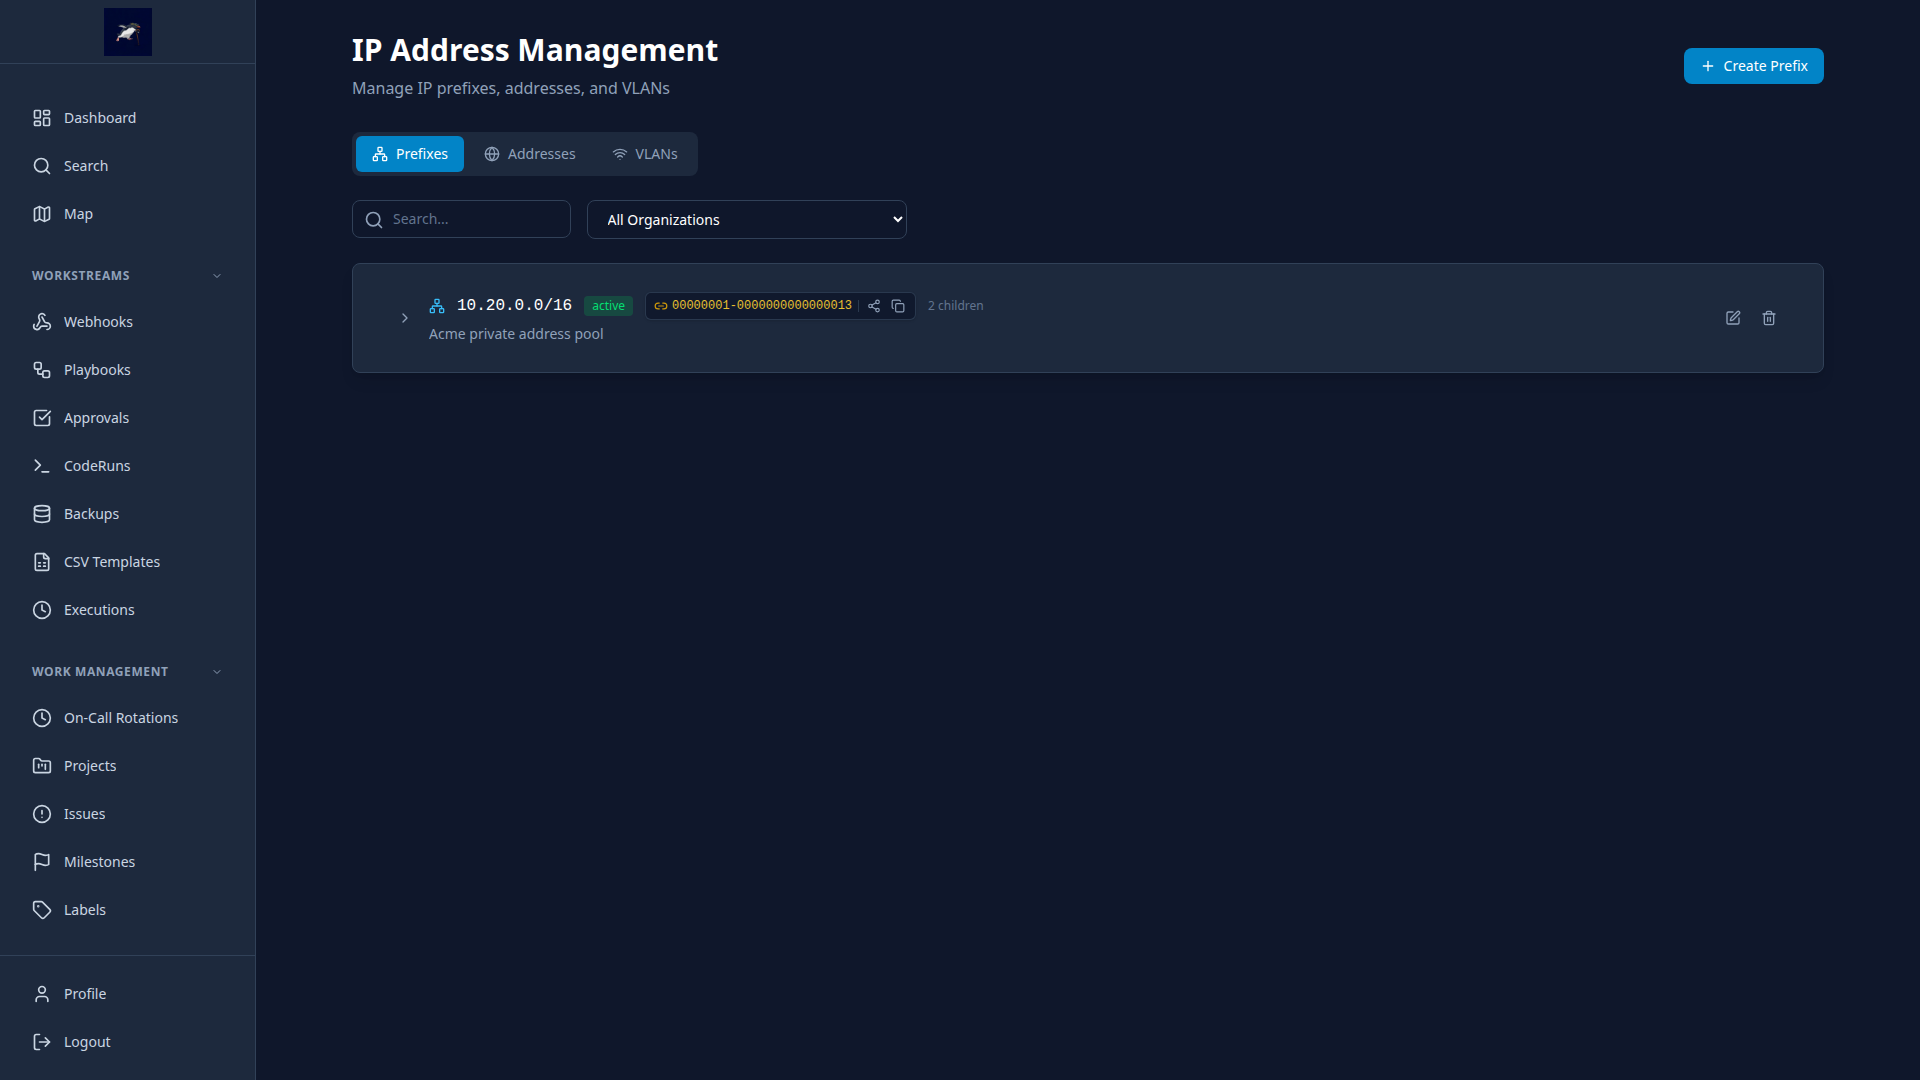 Dashboard
Search
Map
WORKSTREAMS
Webhooks
Playbooks
Approvals
CodeRuns
Backups
CSV Templates
Executions
WORK MANAGEMENT
On-Call Rotations
Projects
Issues
Milestones
Labels
Profile
Logout
IP Address Management
Manage IP prefixes, addresses, and VLANs
Create Prefix
Prefixes Addresses VLANs
Search... All Organizations
10.20.0.0/16 active 00000001-0000000000000013 2 children
Acme private address pool